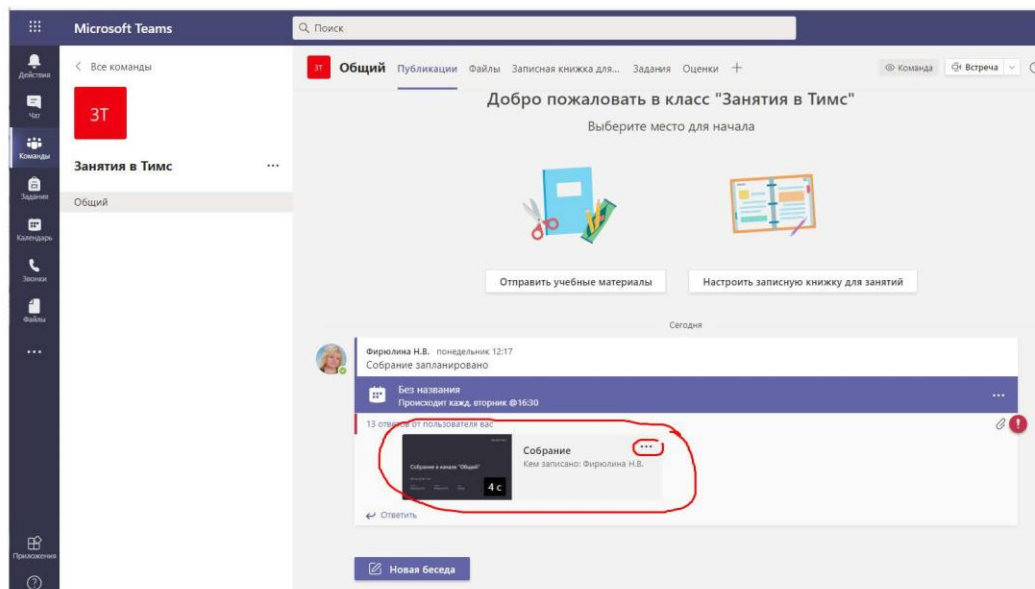 Microsoft Teams
Поиск
Действия
Чат
Команды
Задания
Календарь
Звонки
Файлы
Приложения
Все команды
ЗТ
Занятия в Тимс
Общий
ЗТ
Общий Публикации Файлы Записная книжка для... Задания Оценки +
Команда
Встреча
Добро пожаловать в класс "Занятия в Тимс"
Выберите место для начала
Отправить учебные материалы
Настроить записную книжку для занятий
Сегодня
Фирюлина Н.В. понедельник 12:17
Собрание запланировано
Без названия
Происходит кажд. вторник @16:30
13 ответов от пользователя вас
Собрание в канале "Общий"
4 с
Собрание
Кем записано: Фирюлина Н.В.
Ответить
Новая беседа